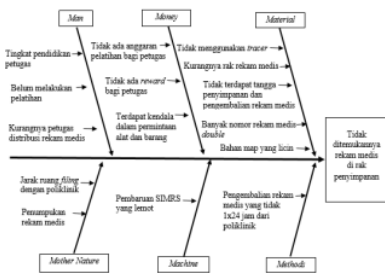 Man
Money
Material
Tingkat pendidikan
petugas
Belum melakukan
pelatihan
Kurangnya petugas
distribusi rekam medis
Tidak ada anggaran
pelatihan bagi petugas
Tidak ada reward
bagi petugas
Terdapat kendala
dalam permintaan
alat dan barang
Tidak menggunakan tracer
Kurangnya rak rekam medis
Tidak terdapat tangga
penyimpanan dan
pengembalian rekam medis
Banyak nomor rekam medis
double
Bahan map yang licin
Tidak
ditemukannya
rekam medis
di rak
penyimpanan
Jarak ruang filing
dengan poliklinik
Penumpukan
rekam medis
Pembaruan SIMRS
yang lemot
Pengembalian rekam
medis yang tidak
1x24 jam dari
poliklinik
Mother Nature
Machine
Methods